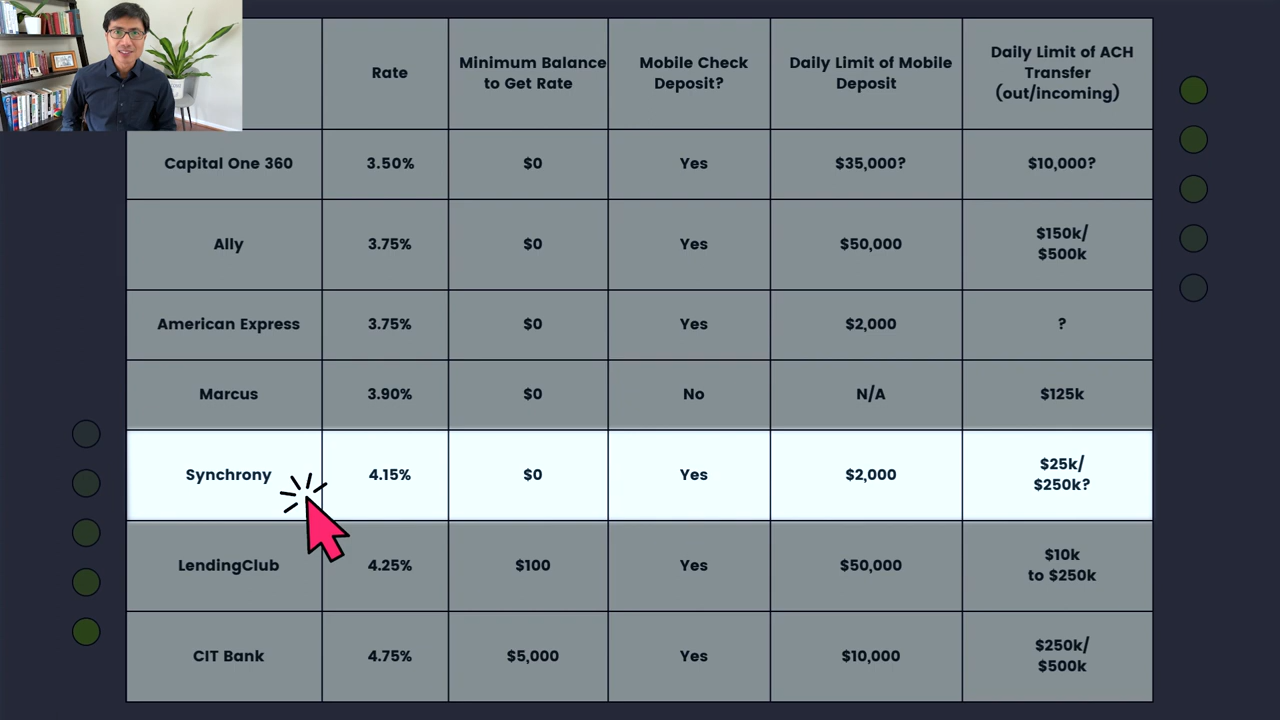 Rate
Minimum Balance
to Get Rate
Mobile Check
Deposit?
Daily Limit of Mobile
Deposit
Daily Limit of ACH
Transfer
(out/incoming)
Capital One 360
3.50%
$0
Yes
$35,000?
$10,000?
Ally
3.75%
$0
Yes
$50,000
$150k/
$500k
American Express
3.75%
$0
Yes
$2,000
?
Marcus
3.90%
$0
No
N/A
$125k
Synchrony
4.15%
$0
Yes
$2,000
$25k/
$250k?
LendingClub
4.25%
$100
Yes
$50,000
$10k
to $250k
CIT Bank
4.75%
$5,000
Yes
$10,000
$250k/
$500k